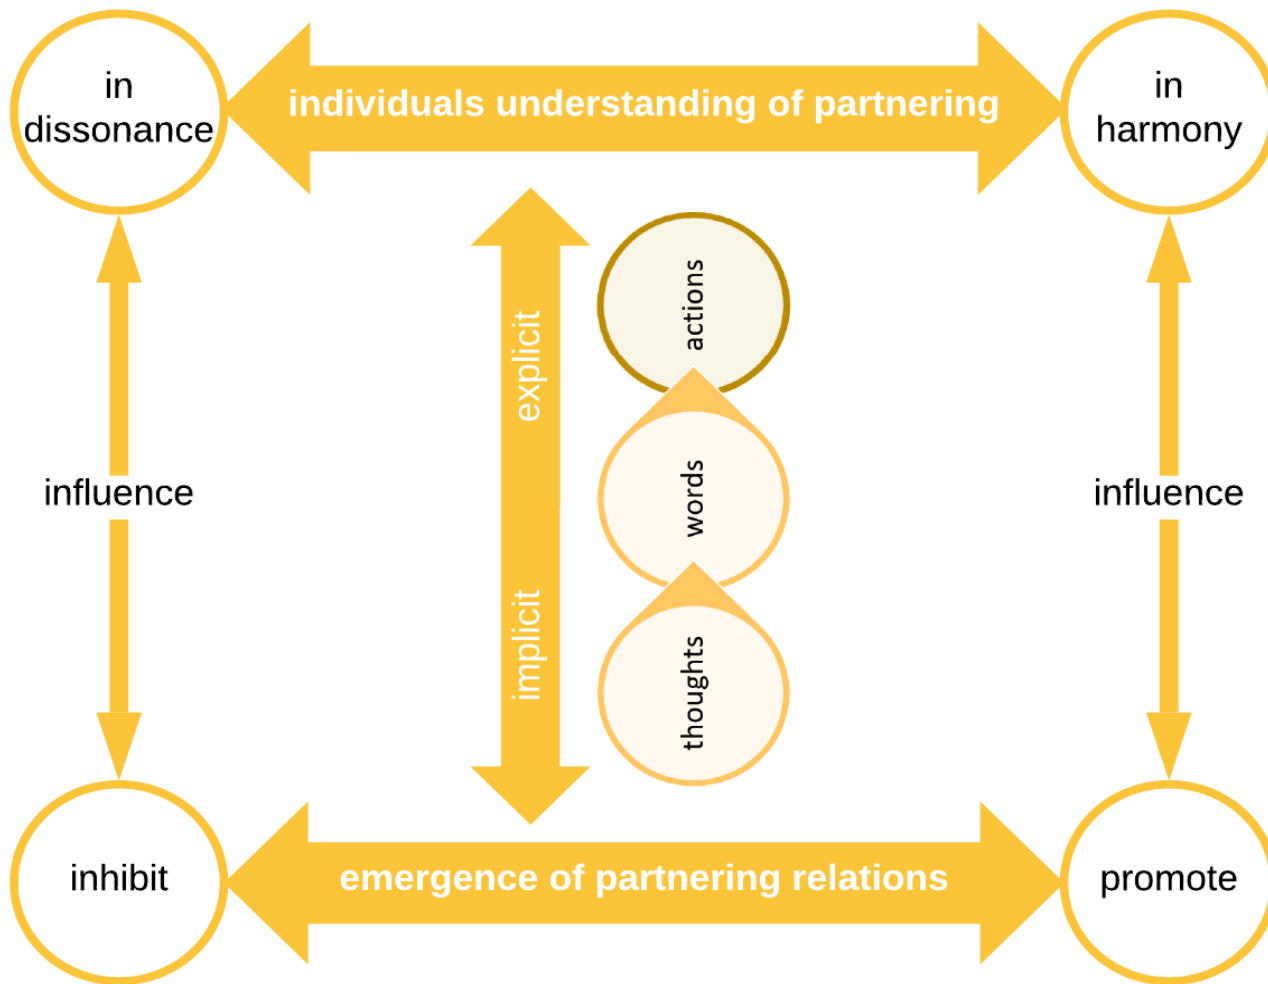 in
dissonance
individuals understanding of partnering
in
harmony
explicit
implicit
actions
words
thoughts
influence
influence
inhibit
emergence of partnering relations
promote